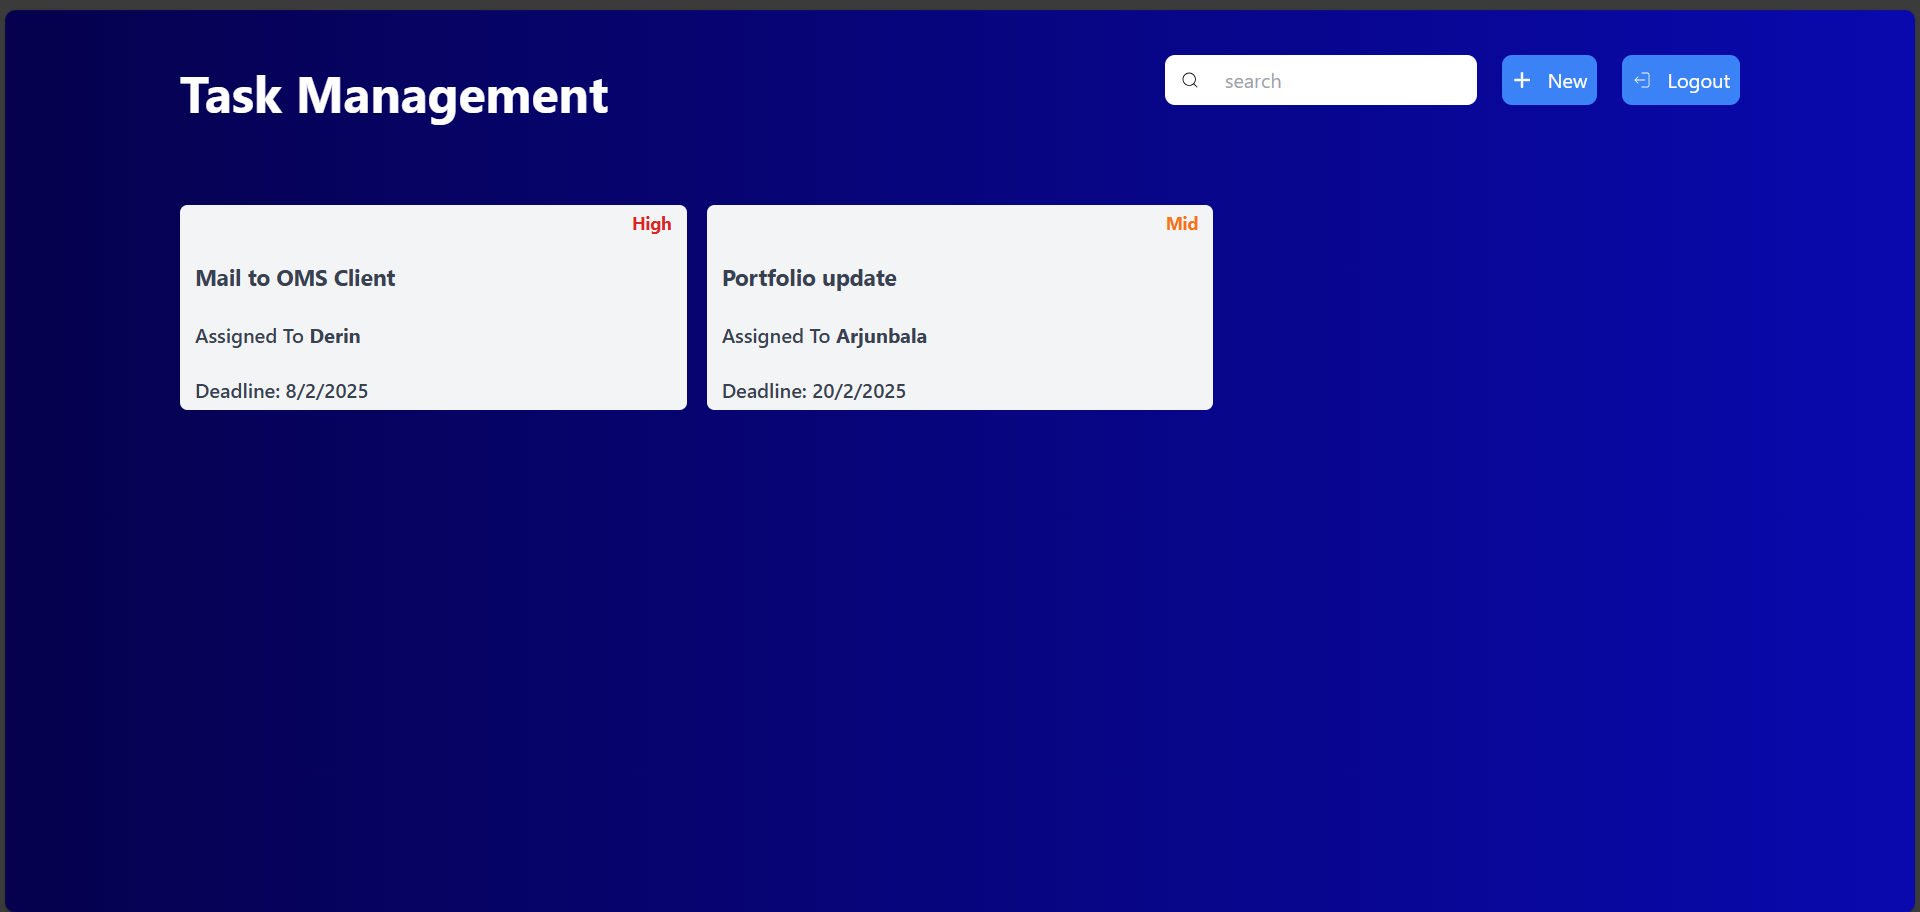 Task Management
search
New
Logout
High
Mail to OMS Client
Assigned To Derin
Deadline: 8/2/2025
Mid
Portfolio update
Assigned To Arjunbala
Deadline: 20/2/2025